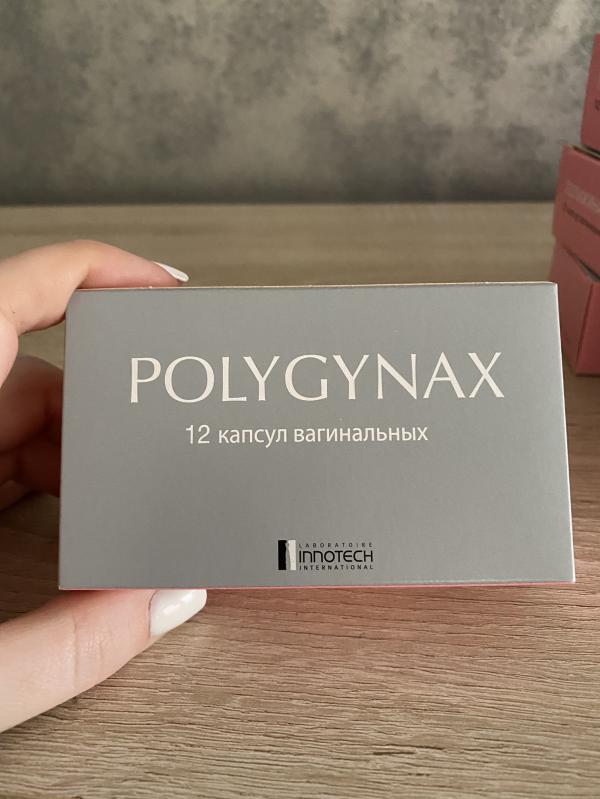 POLYGYNAX
12 капсул вагинальных
LABORATOIRE
INNOTECH
INTERNATIONAL